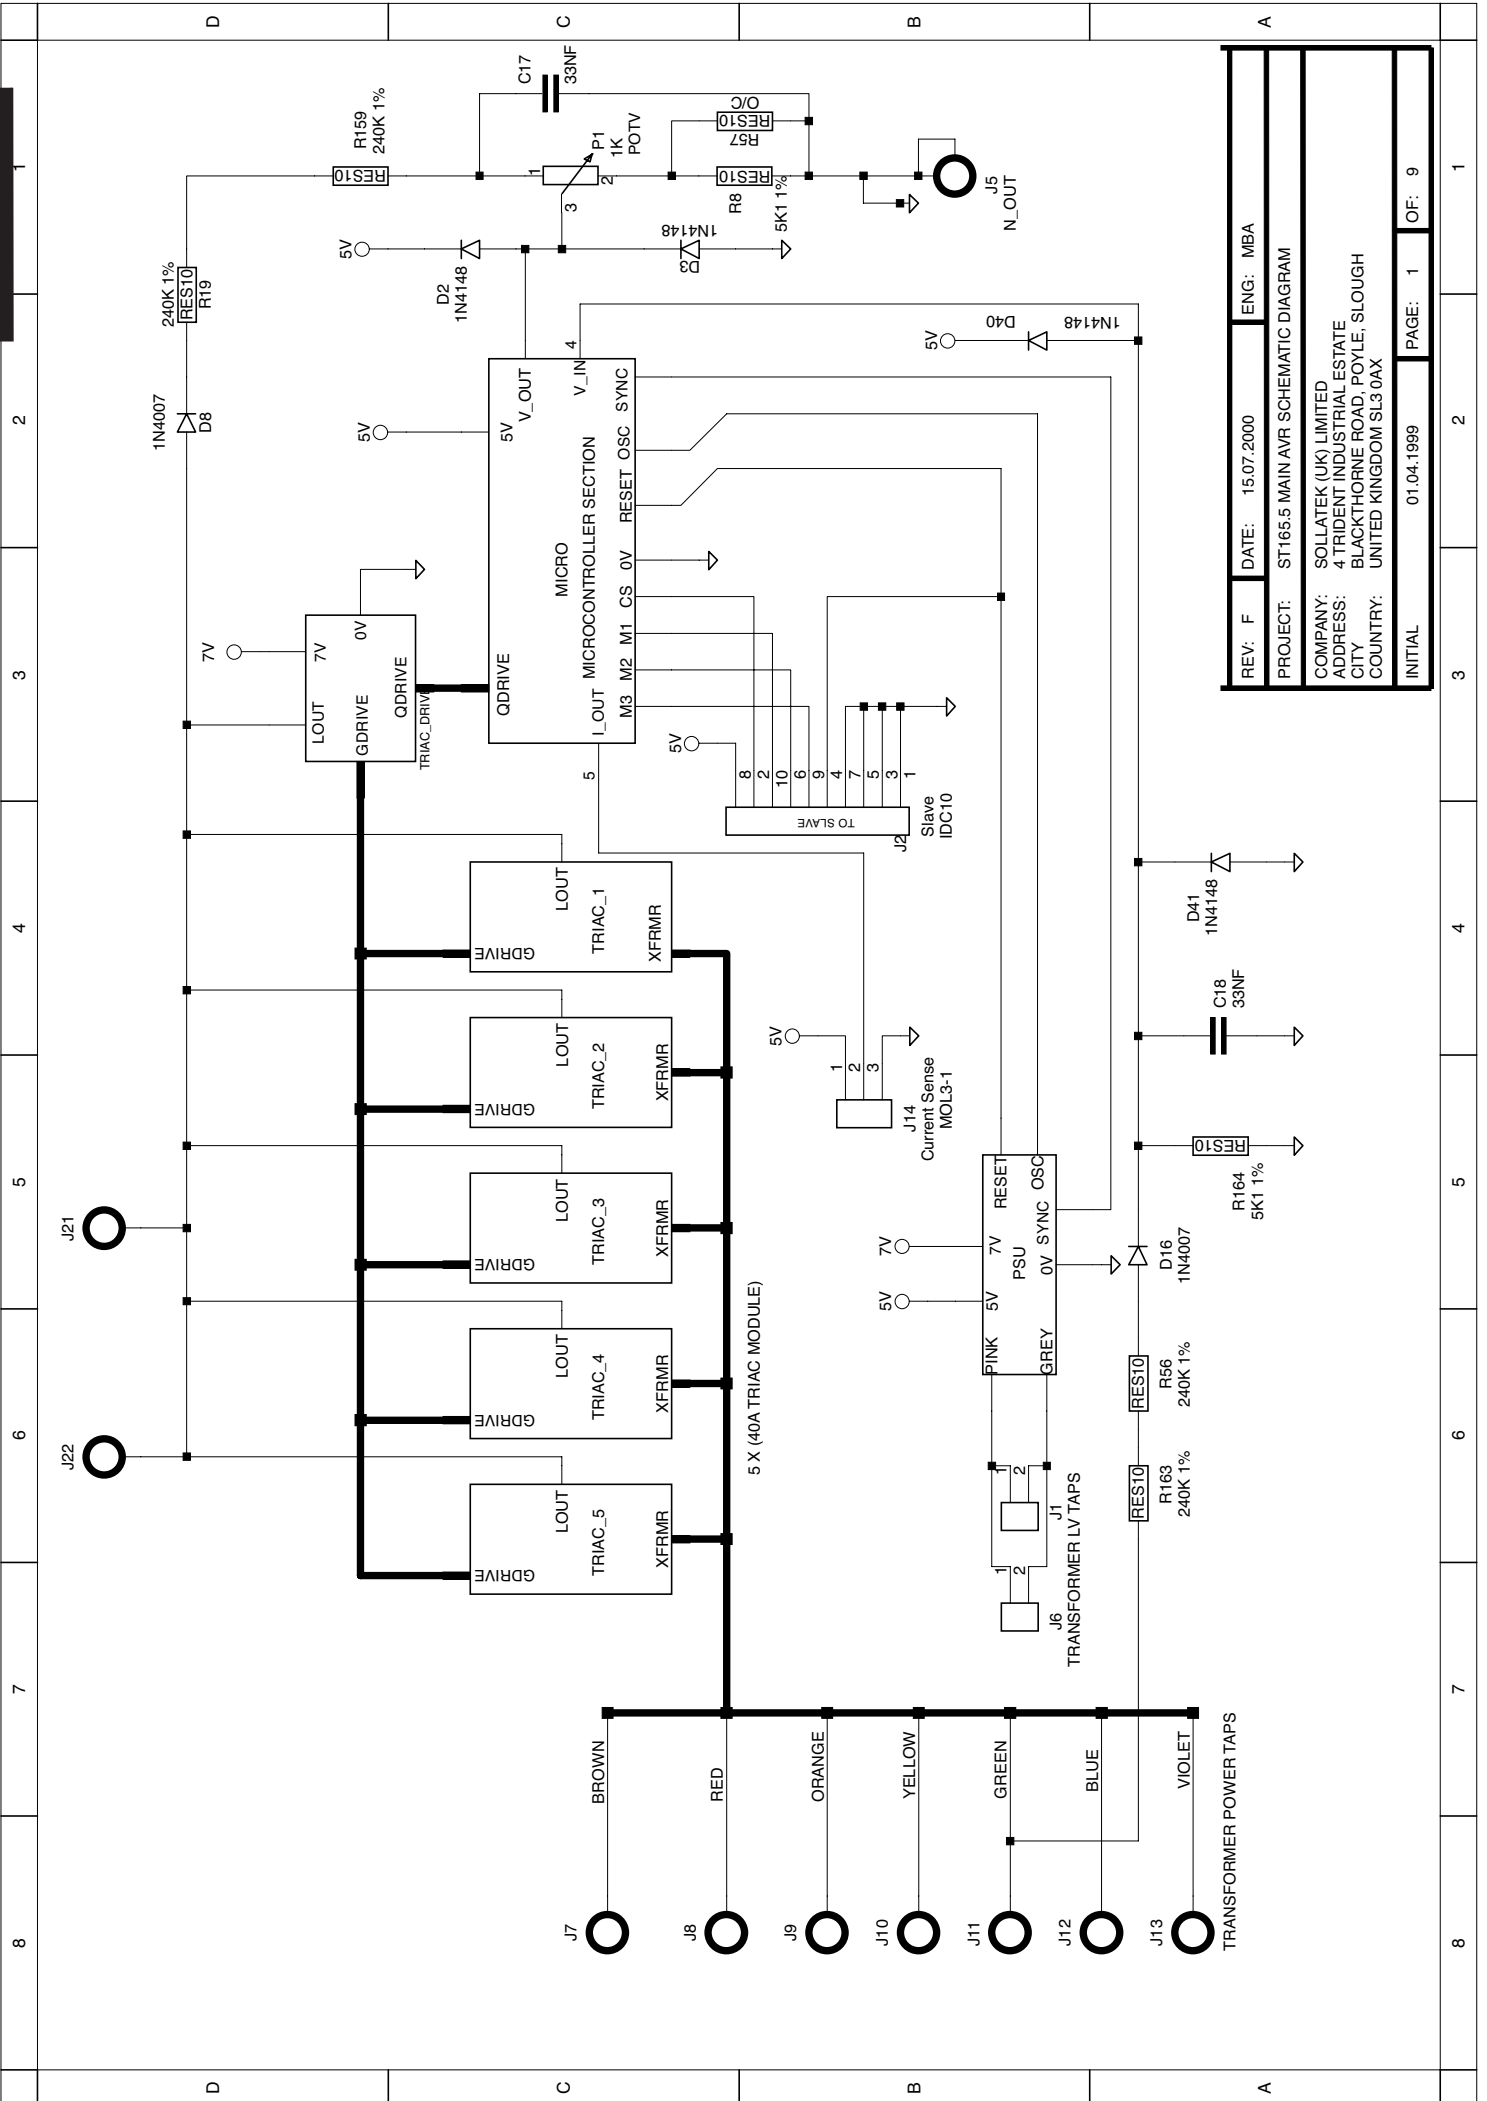 8
7
6
5
4
3
2
1
D
D
J22
J21
1N4007
D8
240K 1%
RES10
R19
R159
240K 1%
RES10
7V
LOUT
7V
GDRIVE
0V
QDRIVE
TRIAC_DRIVE
C
C
GDRIVE
LOUT
TRIAC_5
XFRMR
GDRIVE
LOUT
TRIAC_4
XFRMR
GDRIVE
LOUT
TRIAC_3
XFRMR
GDRIVE
LOUT
TRIAC_2
XFRMR
GDRIVE
LOUT
TRIAC_1
XFRMR
5 X (40A TRIAC MODULE)
5V
QDRIVE
5V
V_OUT
MICRO
MICROCONTROLLER SECTION
I_OUT
V_IN
M3 M2 M1 CS 0V RESET OSC SYNC
5
4
5V
D2
1N4148
D3
1N4148
C17
33NF
1
3
2
P1
1K
POTV
R8
RES10
5K1 1%
R57
RES10
O/C
J5
N_OUT
B
B
J7
BROWN
J8
RED
J9
ORANGE
J10
YELLOW
J11
GREEN
J12
BLUE
J13
VIOLET
TRANSFORMER POWER TAPS
5V
8
2
10
6
9
4
7
5
3
1
TO SLAVE
J2
Slave
IDC10
5V
1
2
3
J14
Current Sense
MOL3-1
5V
7V
PINK
5V
7V
RESET
PSU
GREY
0V
SYNC
OSC
1
2
J6
1
2
J1
TRANSFORMER LV TAPS
5V
D40
1N4148
A
A
RES10
R163
240K 1%
RES10
R56
240K 1%
D16
1N4007
RES10
R164
5K1 1%
C18
33NF
D41
1N4148
REV: F
DATE: 15.07.2000
ENG: MBA
PROJECT: ST165.5 MAIN AVR SCHEMATIC DIAGRAM
COMPANY: SOLLATEK (UK) LIMITED
ADDRESS: 4 TRIDENT INDUSTRIAL ESTATE
CITY BLACKTHORNE ROAD, POYLE, SLOUGH
COUNTRY: UNITED KINGDOM SL3 0AX
INITIAL 01.04.1999
PAGE: 1
OF: 9
8
7
6
5
4
3
2
1